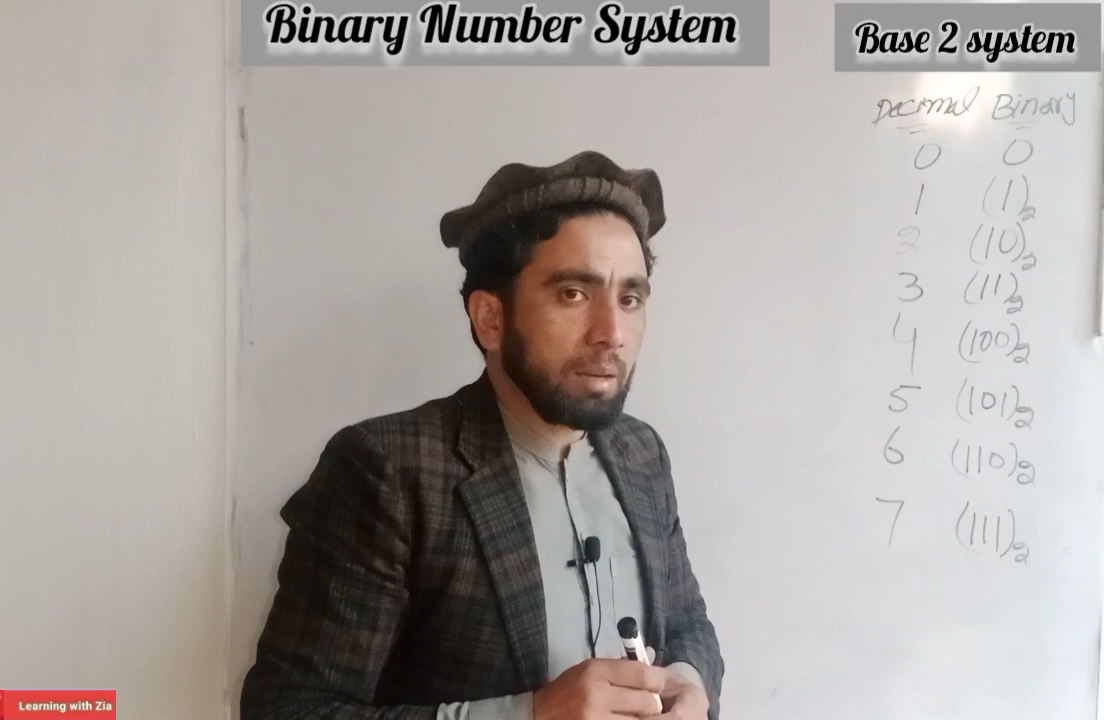 Binary Number System
Base 2 system
Decimal Binary
0 0
1 (1)2
2 (10)2
3 (11)2
4 (100)2
5 (101)2
6 (110)2
7 (111)2
Learning with Zia